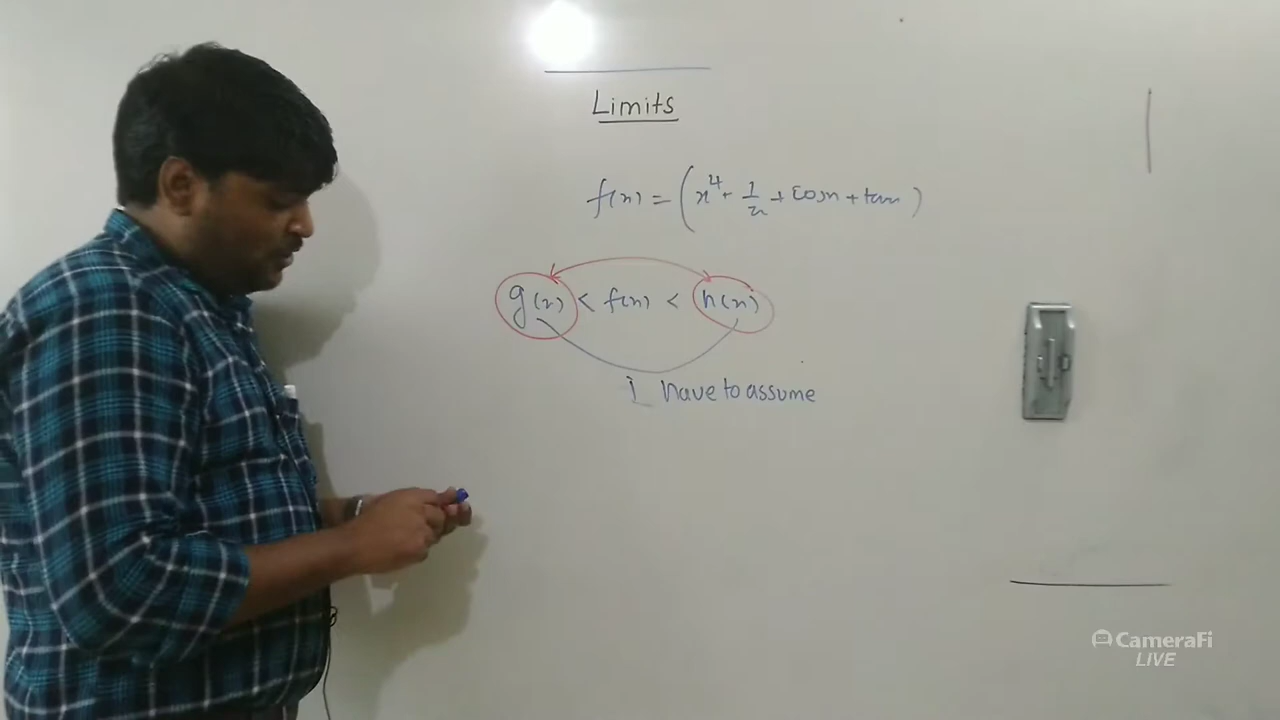 Limits
f(x) = (x⁴ + 1/x + cosx + tanx)
g(x) < f(x) < h(x)
I have to assume
CameraFi
LIVE